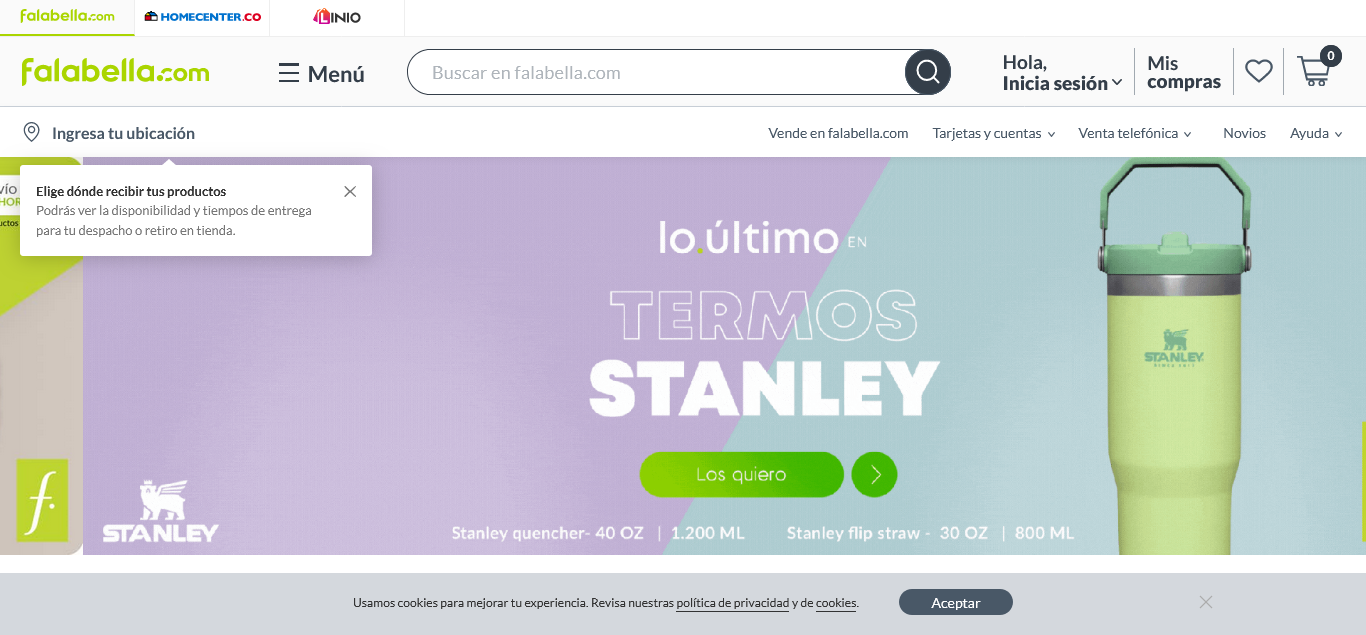 falabella.com
HOMECENTER.CO
LINIO
falabella.com
Menú
Buscar en falabella.com
Hola,
Inicia sesión
Mis
compras
0
Ingresa tu ubicación
Vende en falabella.com
Tarjetas y cuentas
Venta telefónica
Novios
Ayuda
Elige dónde recibir tus productos
Podrás ver la disponibilidad y tiempos de entrega
para tu despacho o retiro en tienda.
lo.último EN
TERMOS
STANLEY
STANLEY
Los quiero
f.
STANLEY
Stanley quencher- 40 OZ | 1.200 ML
Stanley flip straw - 30 OZ | 800 ML
Usamos cookies para mejorar tu experiencia. Revisa nuestras política de privacidad y de cookies.
Aceptar